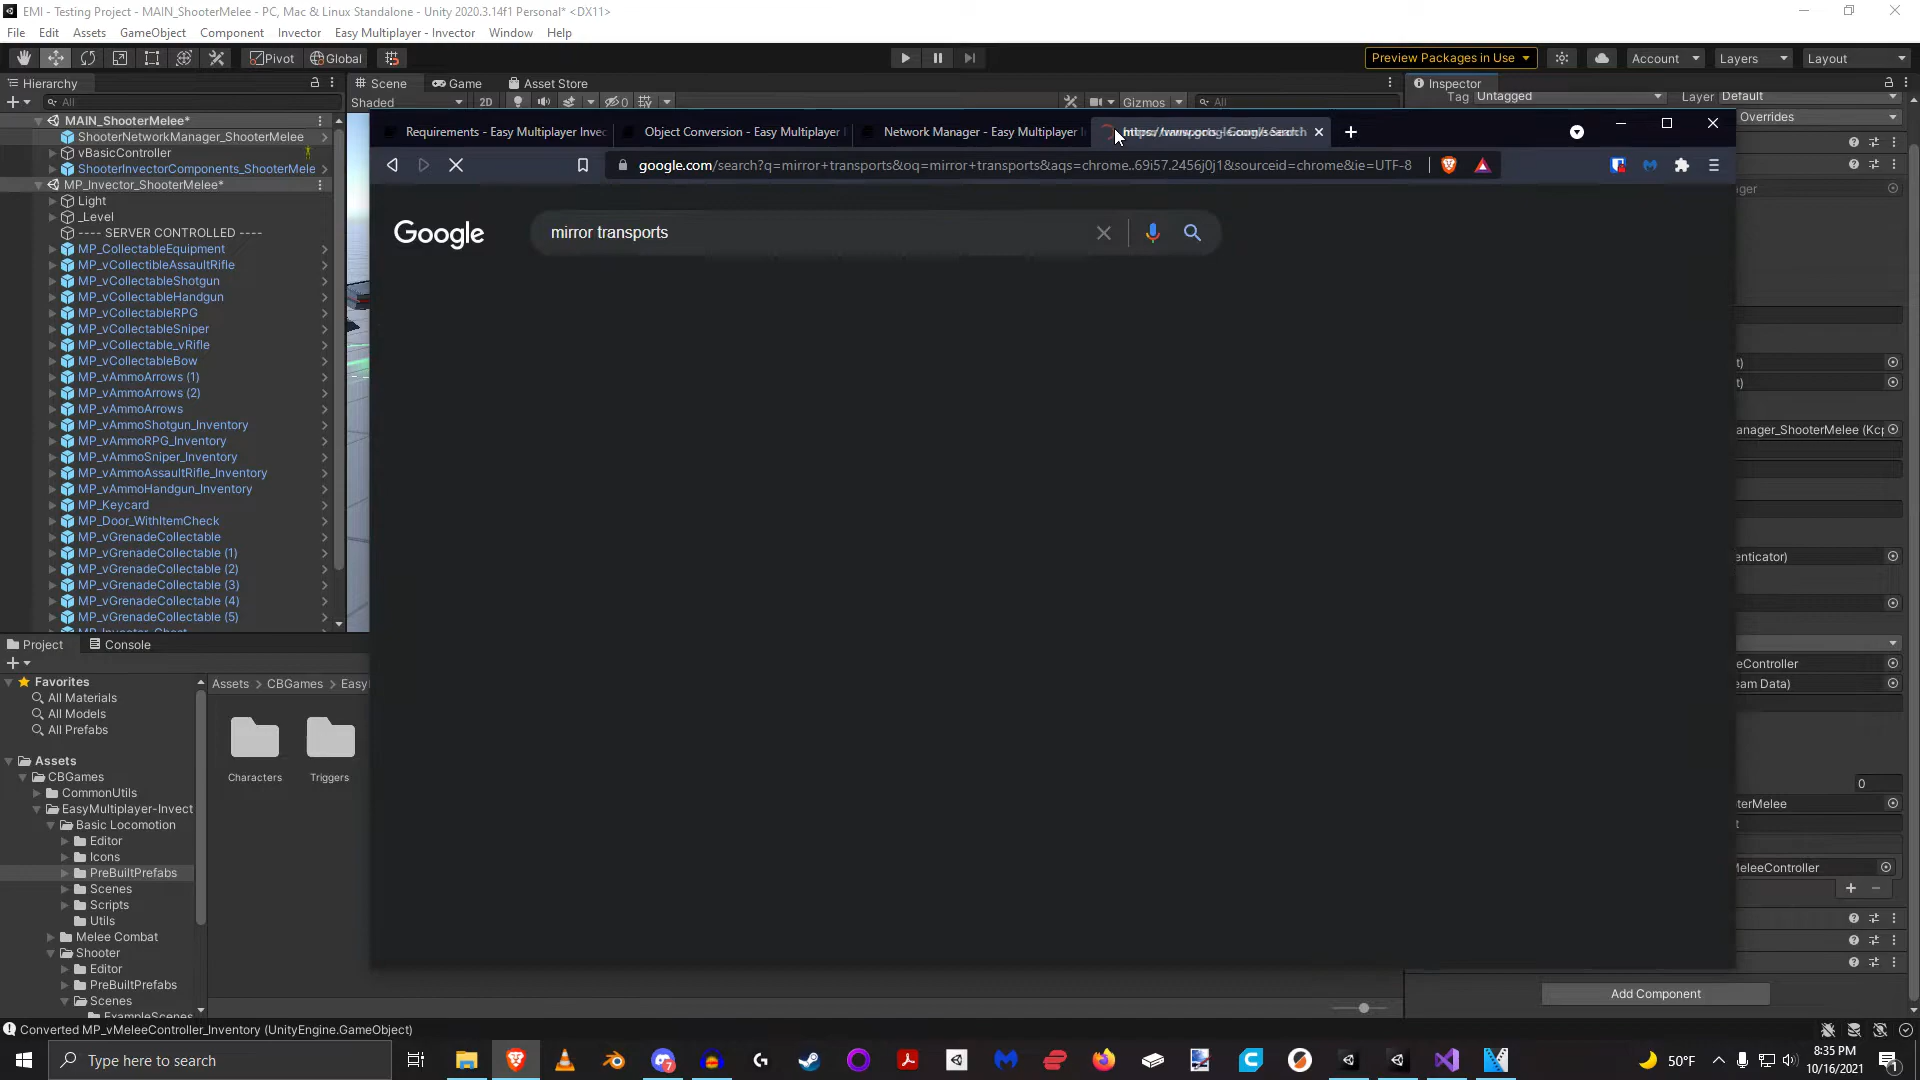 EMI - Testing Project - MAIN_ShooterMelee - PC, Mac & Linux Standalone - Unity 2020.3.14f1 Personal* <DX11>
File Edit Assets GameObject Component Invector Easy Multiplayer - Invector Window Help
Pivot Global Preview Packages in Use Account Layers Layout
Hierarchy Scene Game Asset Store Inspector
All Shaded 2D 0 Gizmos All Tag Untagged Layer Default
MAIN_ShooterMelee* Overrides
Requirements - Easy Multiplayer Invec Object Conversion - Easy Multiplayer Network Manager - Easy Multiplayer
ShooterNetworkManager_ShooterMelee
vBasicController
google.com/search?q=mirror+transports&oq=mirror+transports&aqs=chrome..69i57.2456j0j1&sourceid=chrome&ie=UTF-8
ShooterInvectorComponents_ShooterMele
MP_Invector_ShooterMelee*
Light
_Level
---- SERVER CONTROLLED ----
Google mirror transports
MP_CollectableEquipment
MP_vCollectibleAssaultRifle
MP_vCollectableShotgun
MP_vCollectableHandgun
MP_vCollectableRPG
MP_vCollectableSniper
MP_vCollectable_vRifle
MP_vCollectableBow
MP_vAmmoArrows (1)
MP_vAmmoArrows (2)
MP_vAmmoArrows
MP_vAmmoShotgun_Inventory
anager_ShooterMelee (Kcp
MP_vAmmoRPG_Inventory
MP_vAmmoSniper_Inventory
MP_vAmmoAssaultRifle_Inventory
MP_vAmmoHandgun_Inventory
MP_Keycard
MP_Door_WithItemCheck
MP_vGrenadeCollectable
MP_vGrenadeCollectable (1)
enticator)
MP_vGrenadeCollectable (2)
MP_vGrenadeCollectable (3)
MP_vGrenadeCollectable (4)
MP_vGrenadeCollectable (5)
MP_Invector_Chest
Project Console
eeController
Favorites Assets > CBGames > Easy
eam Data)
All Materials
All Models
All Prefabs
Assets
CBGames
Characters Triggers
0
CommonUtils
terMelee
EasyMultiplayer-Invect
Basic Locomotion
Editor
Icons
MeleeController
PreBuiltPrefabs
Scenes
Scripts
Utils
Melee Combat
Shooter
Editor
PreBuiltPrefabs
Add Component
Scenes
ExampleScenes
Converted MP_vMeleeController_Inventory (UnityEngine.GameObject)
Type here to search
50°F
8:35 PM
10/16/2021